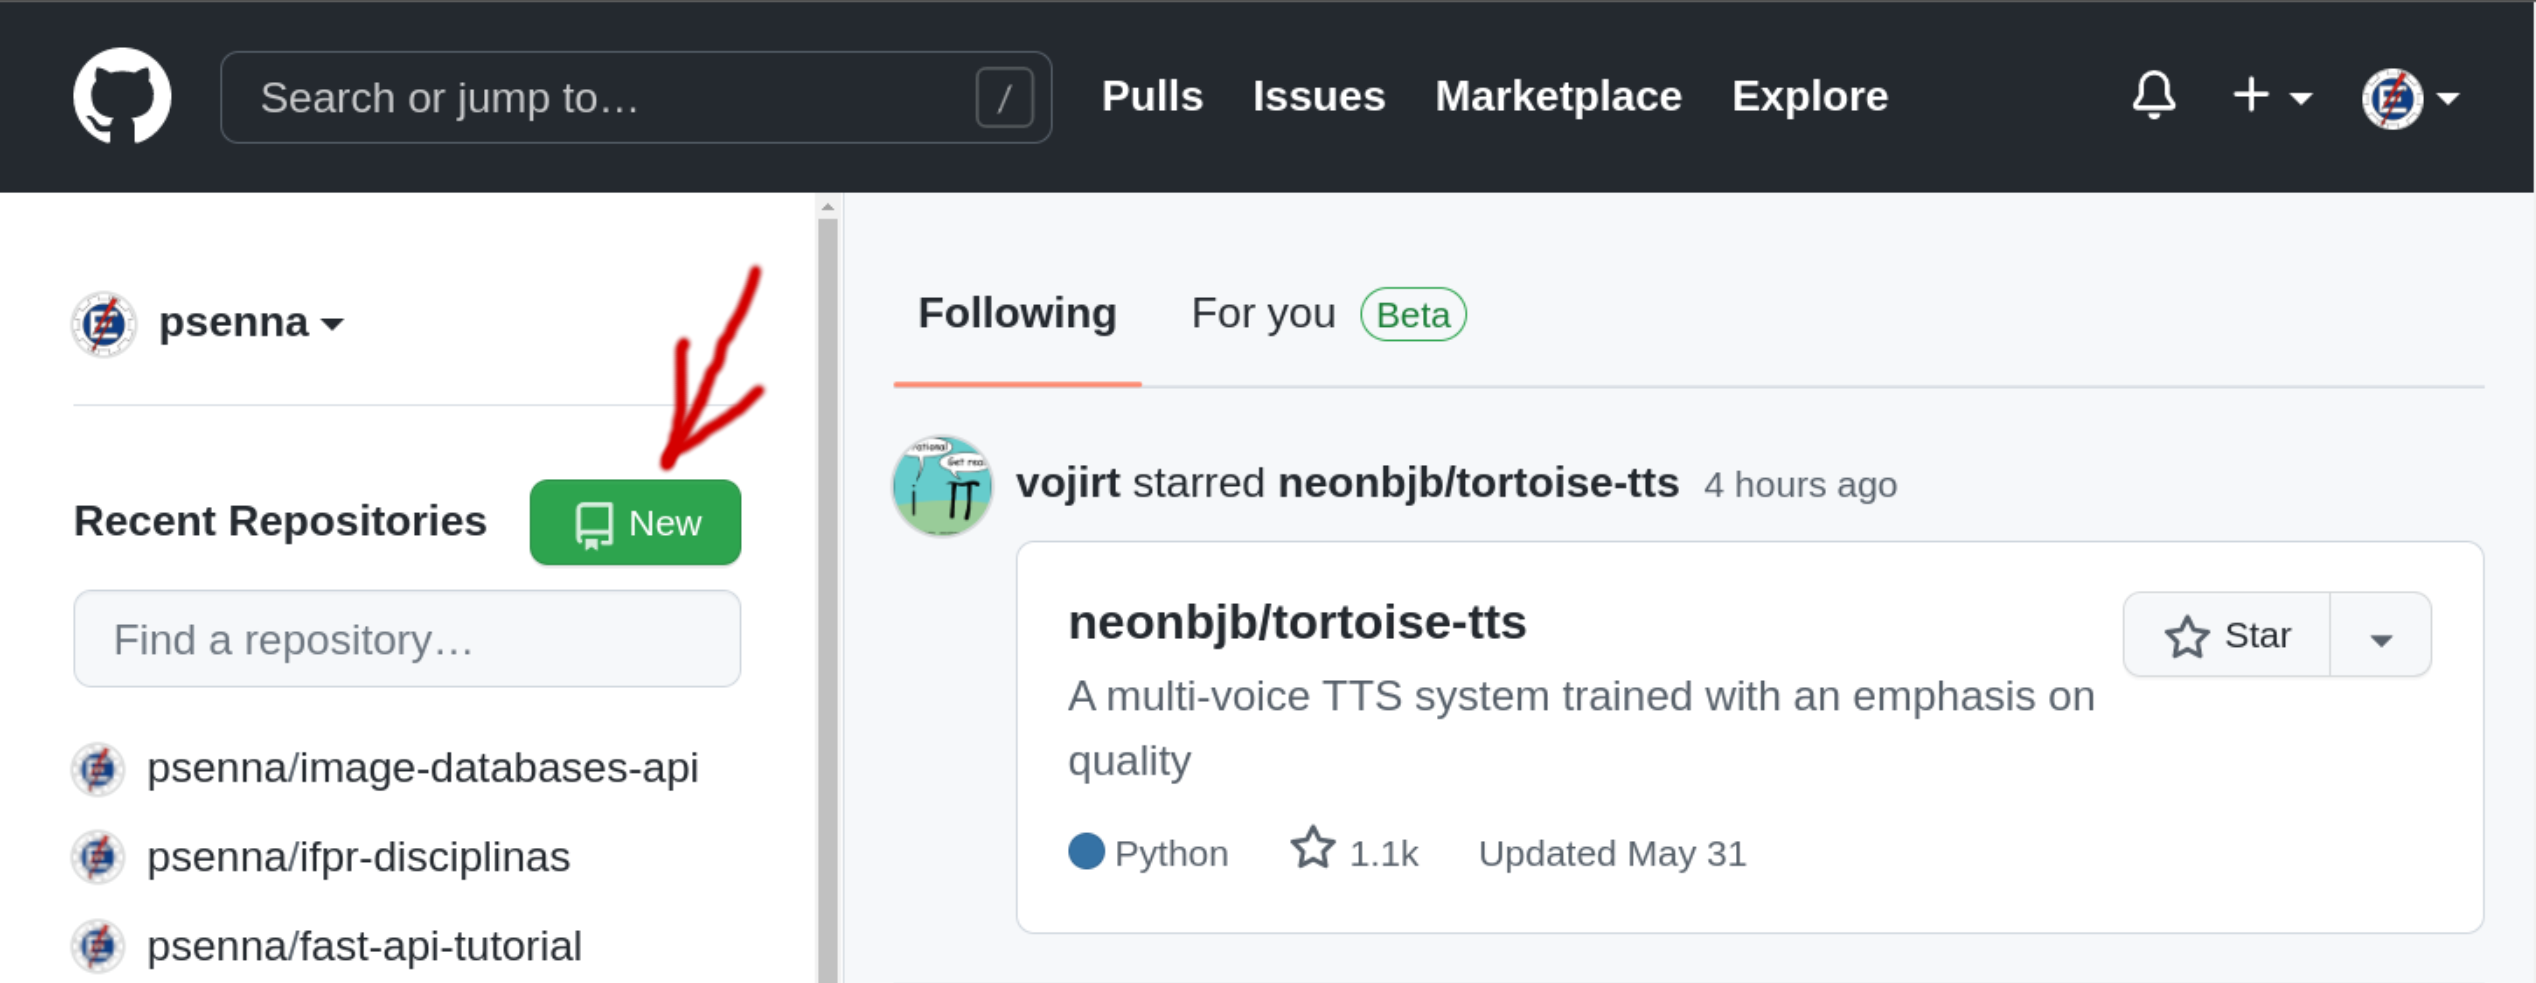 Search or jump to… /
Pulls Issues Marketplace Explore
psenna
Recent Repositories New
Find a repository…
psenna/image-databases-api
psenna/ifpr-disciplinas
psenna/fast-api-tutorial
Following For you Beta
vojirt starred neonbjb/tortoise-tts 4 hours ago
neonbjb/tortoise-tts
Star
A multi-voice TTS system trained with an emphasis on
quality
Python 1.1k Updated May 31